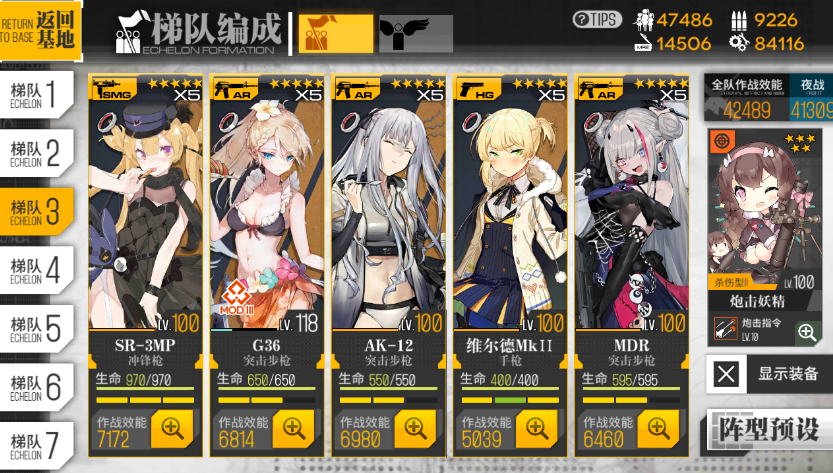 RETURN
TO BASE
返回
基地
梯队编成
ECHELON FORMATION
?TIPS
47486
9226
14506
84116
梯队
ECHELON
1
梯队
ECHELON
2
梯队
ECHELON
3
梯队
ECHELON
4
梯队
ECHELON
5
梯队
ECHELON
6
梯队
ECHELON
7
SMG
X5
LV.100
SR-3MP
冲锋枪
生命 970/970
作战效能
7172
AR
X5
MOD III
LV.118
G36
突击步枪
生命 650/650
作战效能
6814
AR
X5
LV.100
AK-12
突击步枪
生命 550/550
作战效能
6980
HG
X5
LV.100
维尔德MkⅡ
手枪
生命 400/400
作战效能
5039
AR
X5
LV.100
MDR
突击步枪
生命 595/595
作战效能
6460
全队作战效能
42489
夜战
41309
杀伤型II
LV.100
炮击妖精
炮击指令
LV.10
显示装备
阵型预设